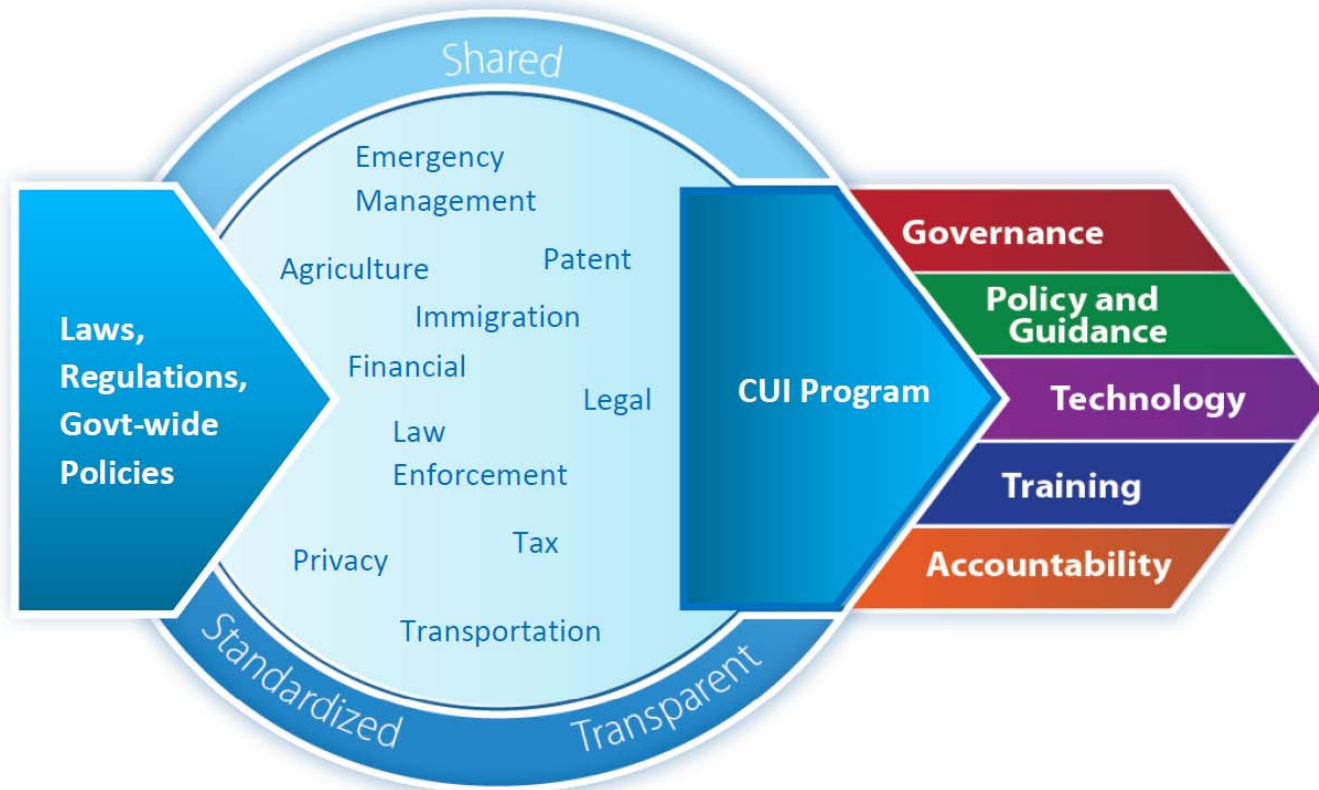 Shared
Emergency
Management
Agriculture
Patent
Immigration
Financial
Legal
Law
Enforcement
Privacy
Tax
Transportation
Standardized
Transparent
Laws,
Regulations,
Govt-wide
Policies
CUI Program
Governance
Policy and
Guidance
Technology
Training
Accountability